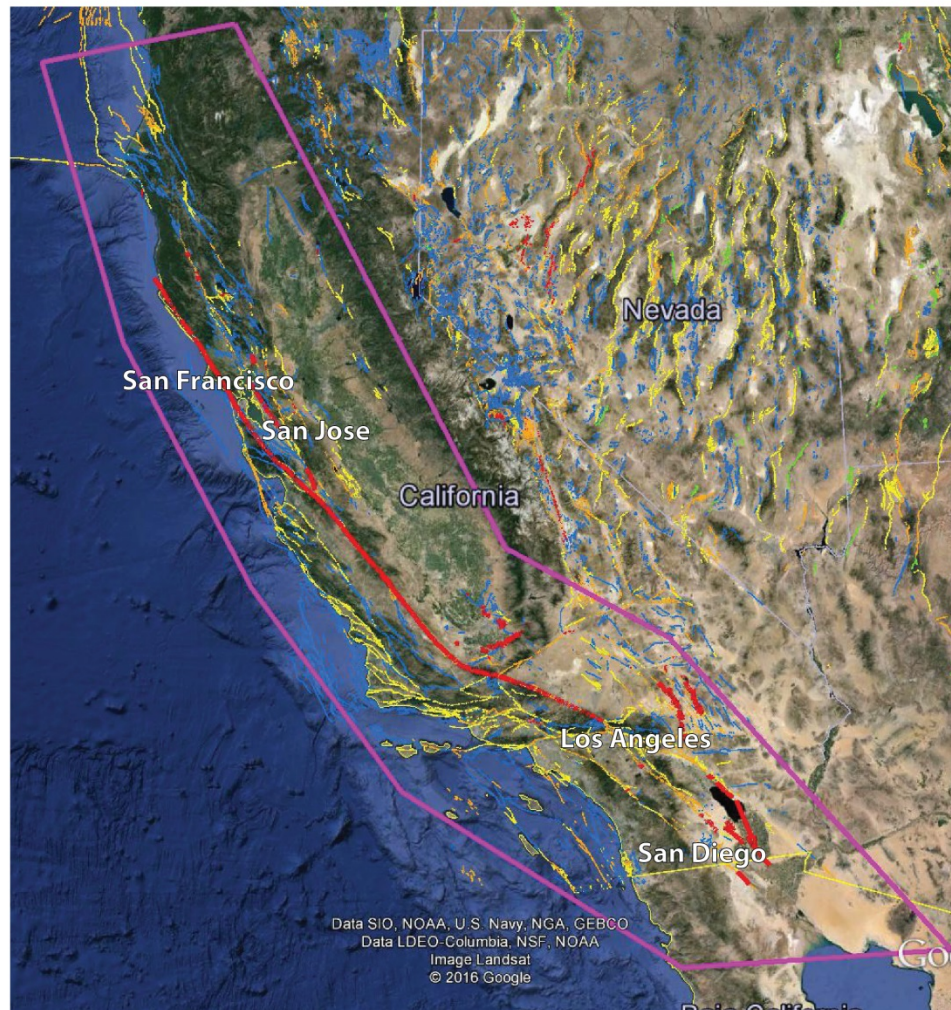 Nevada
San Francisco
San Jose
California
Los Angeles
San Diego
Data SIO, NOAA, U.S. Navy, NGA, GEBCO
Data LDEO-Columbia, NSF, NOAA
Image Landsat
© 2016 Google
Goo